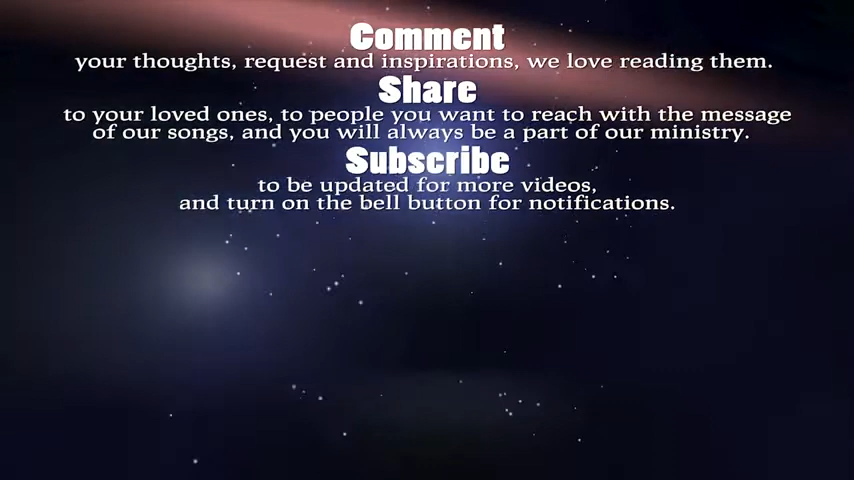 Comment
your thoughts, request and inspirations, we love reading them.
Share
to your loved ones, to people you want to reach with the message
of our songs, and you will always be a part of our ministry.
Subscribe
to be updated for more videos,
and turn on the bell button for notifications.